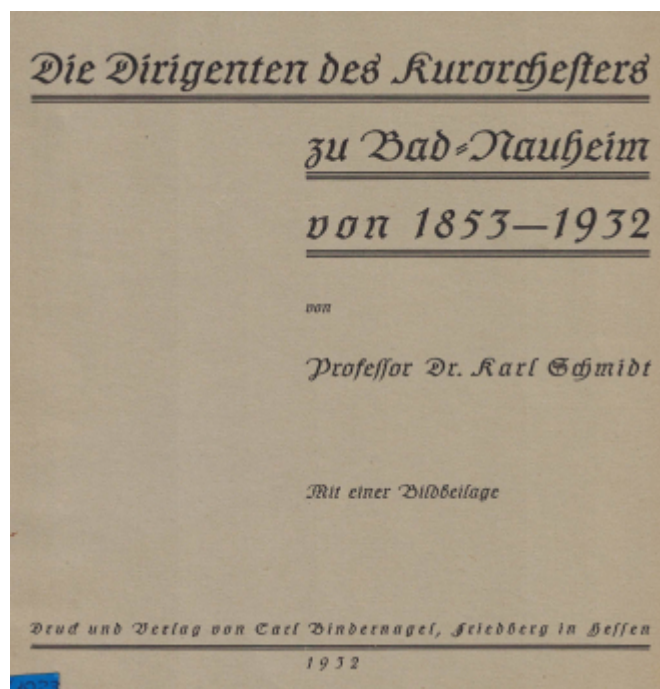 Die Dirigenten des Kurorchesters
zu Bad-Nauheim
von 1853—1932
von
Professor Dr. Karl Schmidt
Mit einer Bildbeilage
Druck und Verlag von Carl Bindernagel, Friedberg in Hessen
1932